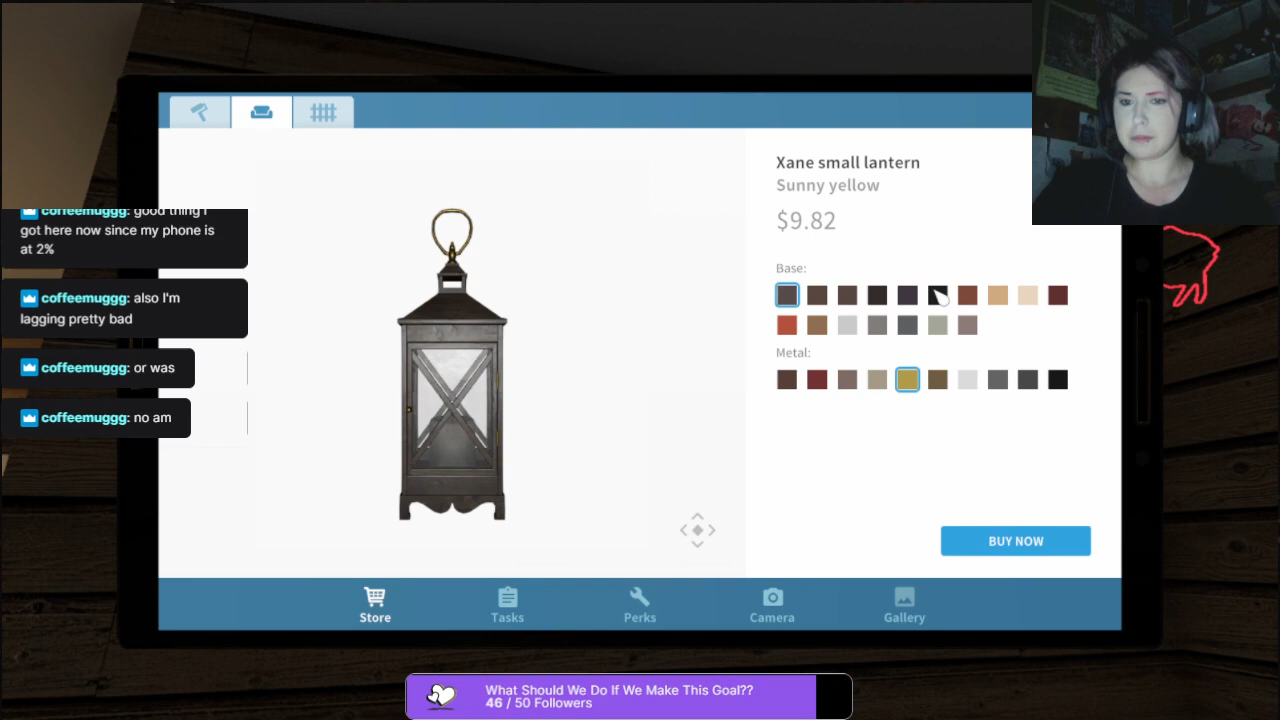 coffeemuggg: good thing I
got here now since my phone is
at 2%
coffeemuggg: also I'm
lagging pretty bad
coffeemuggg: or was
coffeemuggg: no am
Xane small lantern
Sunny yellow
$9.82
Base:
Metal:
BUY NOW
Store
Tasks
Perks
Camera
Gallery
What Should We Do If We Make This Goal??
46 / 50 Followers